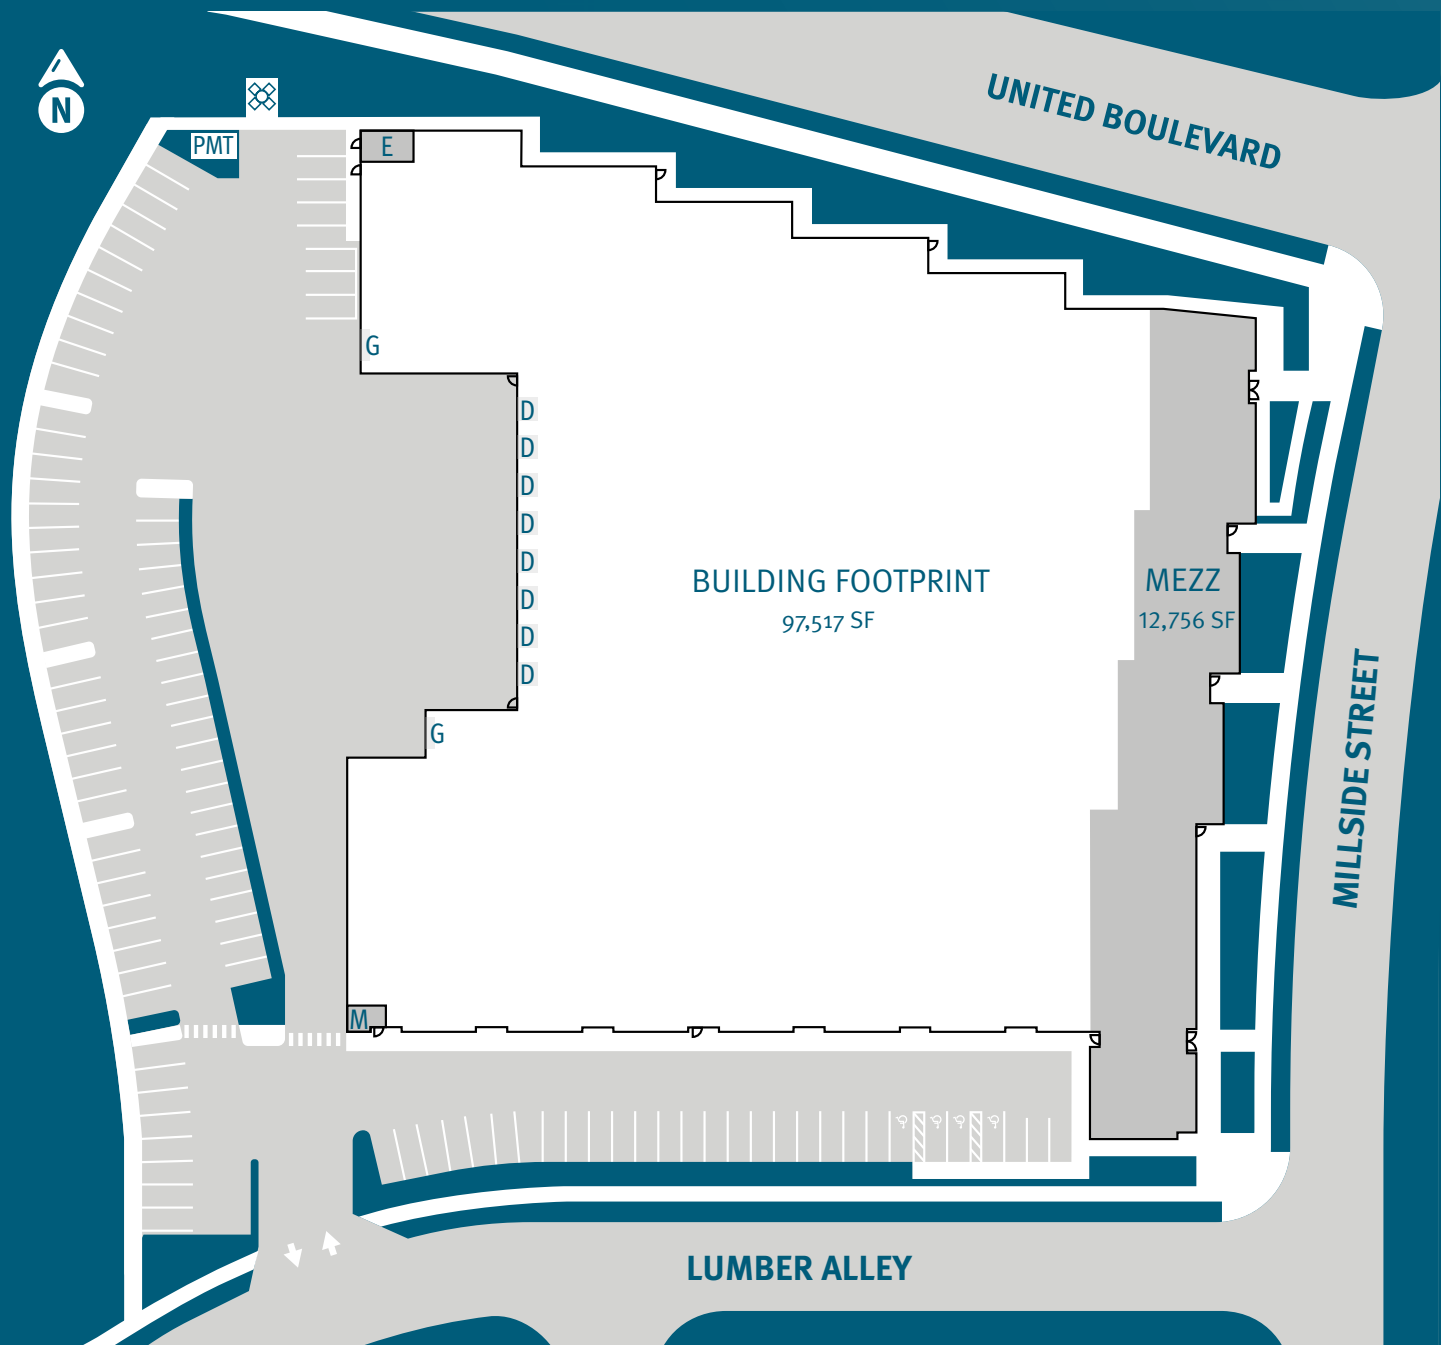 UNITED BOULEVARD
N
PMT
E
G
D
D
D
D
D
D
D
D
BUILDING FOOTPRINT
97,517 SF
MEZZ
12,756 SF
G
MILLSIDE STREET
M
LUMBER ALLEY